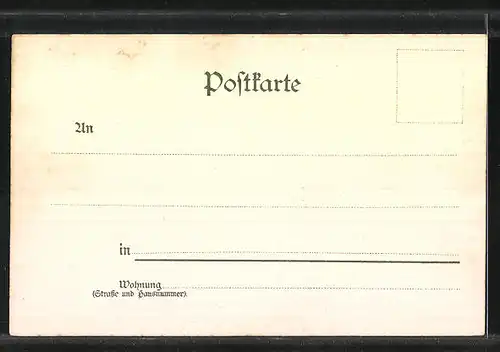 Postkarte
An
in
Wohnung
(Straße und Hausnummer).